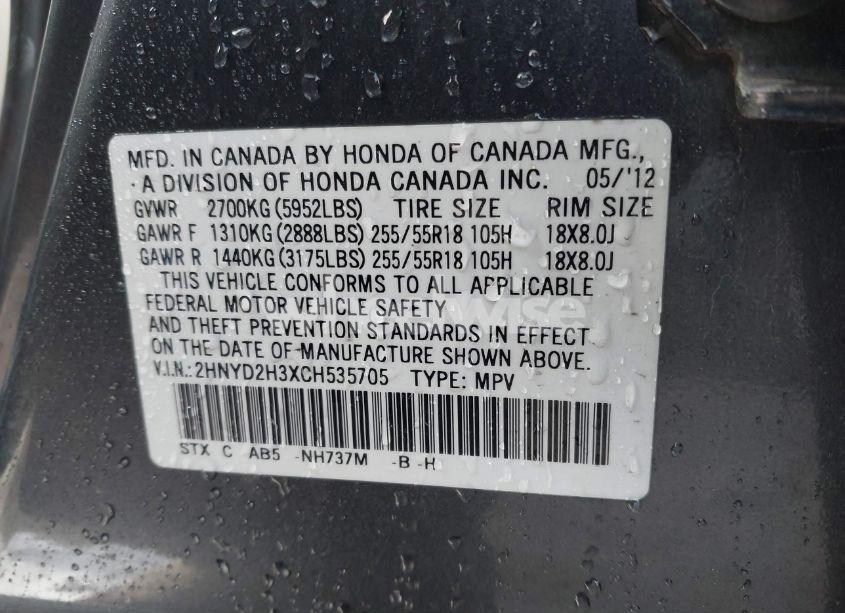 MFD. IN CANADA BY HONDA OF CANADA MFG.,
A DIVISION OF HONDA CANADA INC. 05/'12
GVWR 2700KG (5952LBS) TIRE SIZE RIM SIZE
GAWR F 1310KG (2888LBS) 255/55R18 105H 18X8.0J
GAWR R 1440KG (3175LBS) 255/55R18 105H 18X8.0J
THIS VEHICLE CONFORMS TO ALL APPLICABLE
FEDERAL MOTOR VEHICLE SAFETY
AND THEFT PREVENTION STANDARDS IN EFFECT
ON THE DATE OF MANUFACTURE SHOWN ABOVE.
V.I.N.: 2HNYD2H3XCH535705 TYPE: MPV
STX C AB5 -NH737M -B -H